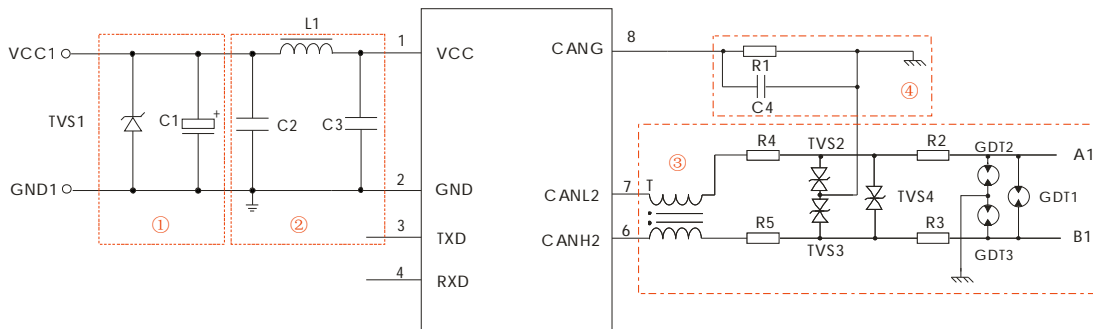 L1
VCC1
1
VCC
CANG
8
R1
C4
④
TVS1
C1
+
C2
C3
GND1
2
GND
①
②
3
TXD
4
RXD
③
T
R4
TVS2
R2
GDT2
A1
7
CANL2
TVS4
GDT1
CANH2
6
R5
TVS3
R3
GDT3
B1